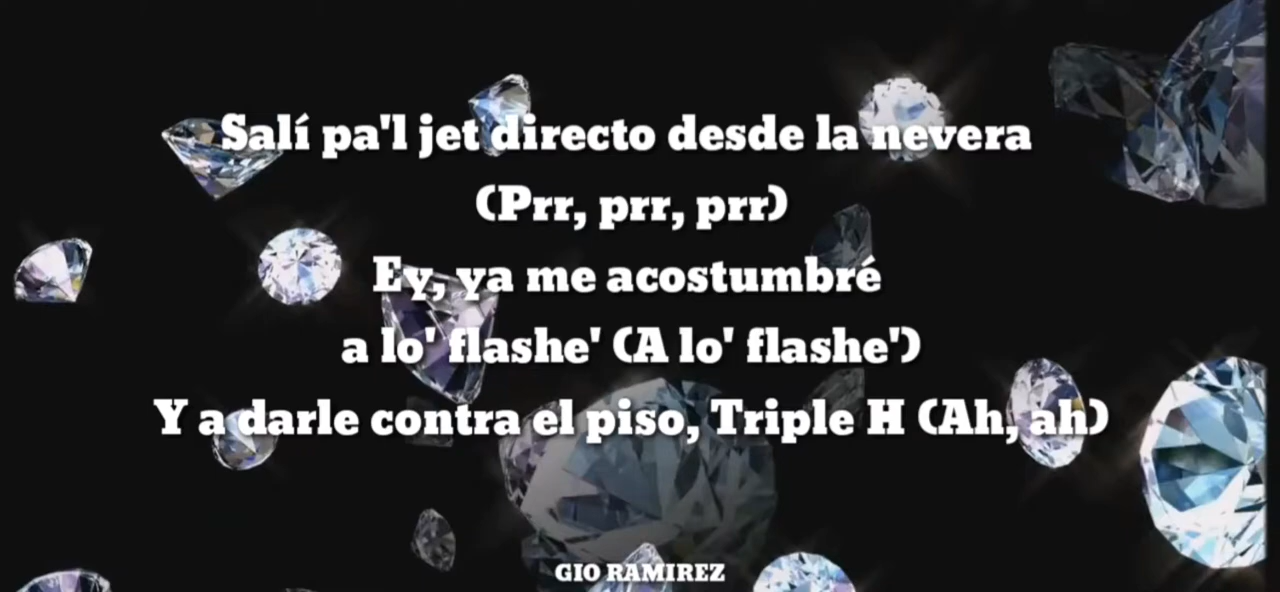 Salí pa'l jet directo desde la nevera
(Prr, prr, prr)
Ey, ya me acostumbré
a lo' flashe' (A lo' flashe')
Y a darle contra el piso, Triple H (Ah, ah)
GIO RAMIREZ